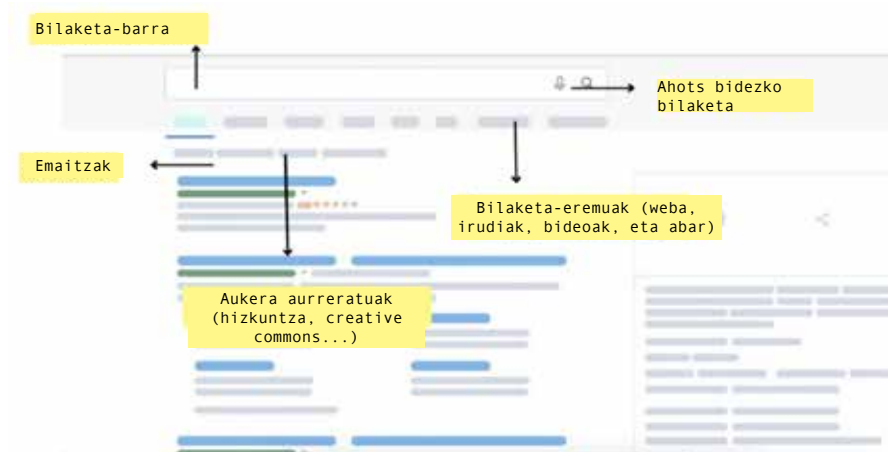 Bilaketa-barra
Ahots bidezko
bilaketa
Emaitzak
Bilaketa-eremuak (weba,
irudiak, bideoak, eta abar)
Aukera aurreratuak
(hizkuntza, creative
commons...)